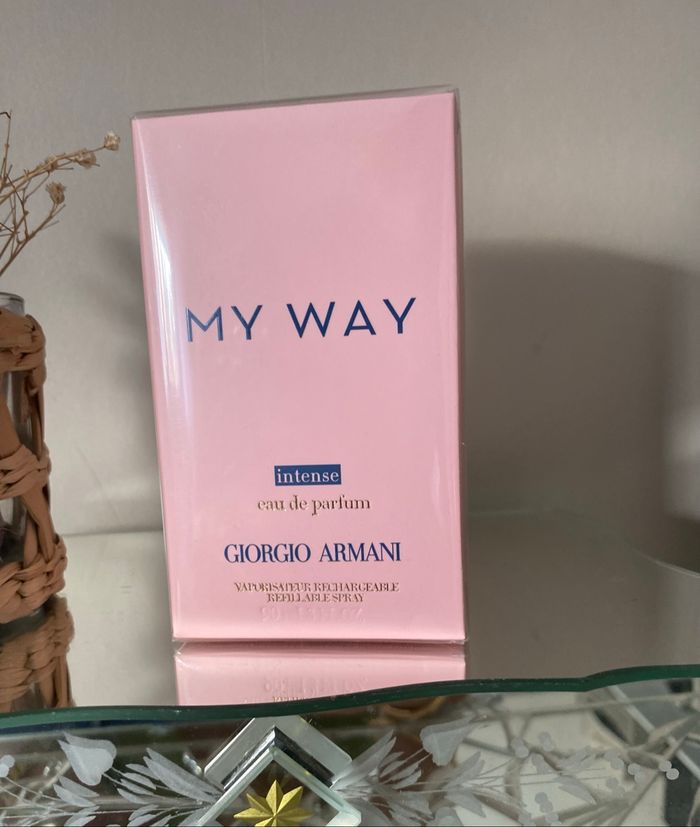 MY WAY
intense
eau de parfum
GIORGIO ARMANI
VAPORISATEUR RECHARGEABLE
REFILLABLE SPRAY